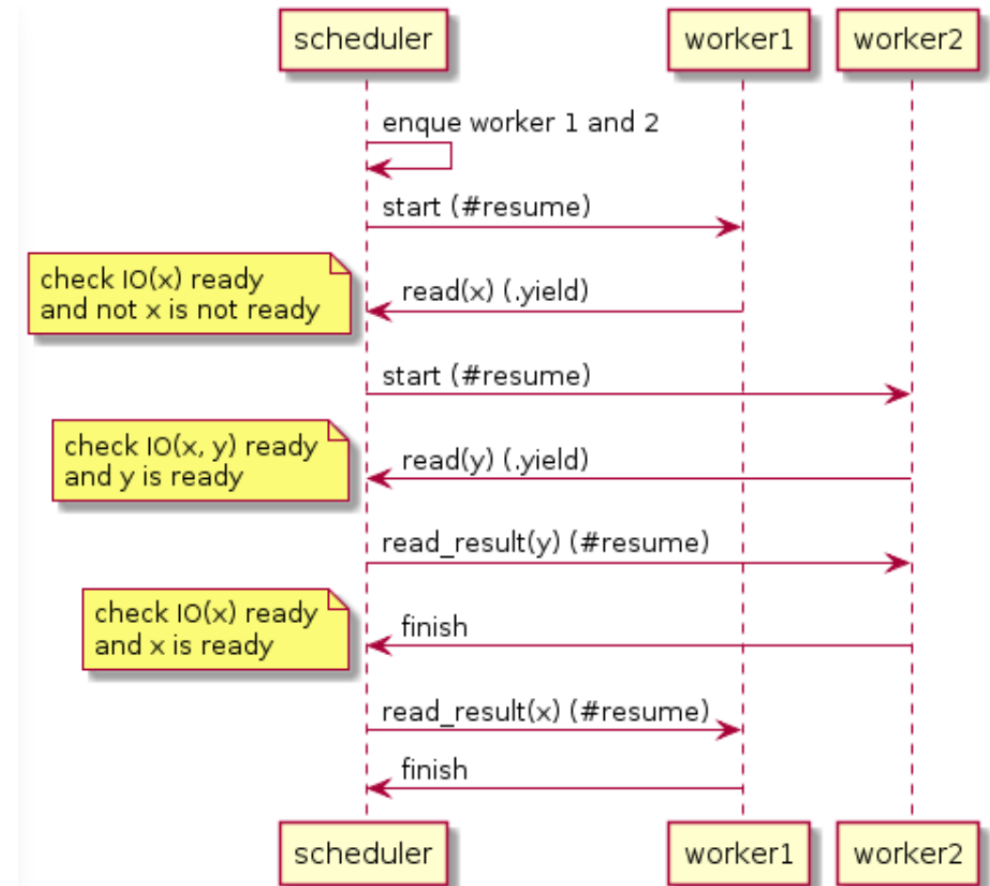 scheduler worker1 worker2
enque worker 1 and 2
start (#resume)
check IO(x) ready
and not x is not ready
read(x) (.yield)
start (#resume)
check IO(x, y) ready
and y is ready
read(y) (.yield)
read_result(y) (#resume)
check IO(x) ready
and x is ready
finish
read_result(x) (#resume)
finish
scheduler worker1 worker2